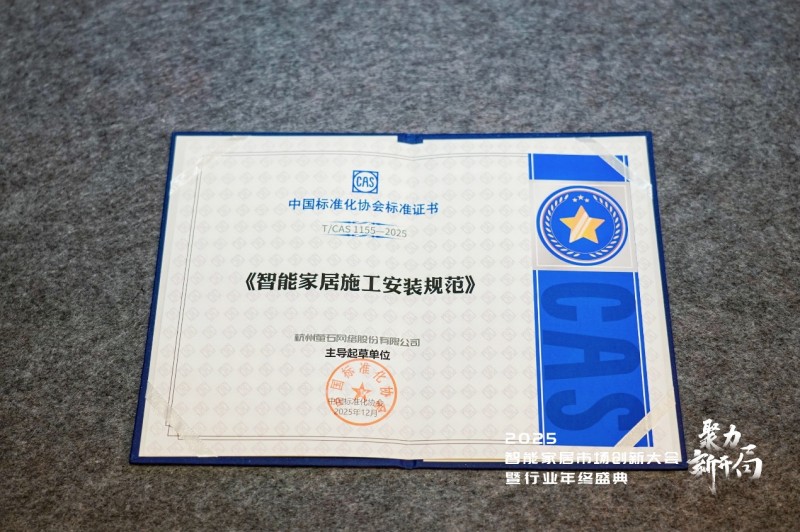 CAS
中国标准化协会标准证书
T/CAS 1155—2025
《智能家居施工安装规范》
杭州萤石网络股份有限公司
主导起草单位
中国标准化协会
中国标准化协会
2025年12月
CAS
2025
智能家居市场创新大会
暨行业年终盛典
聚力
新开局